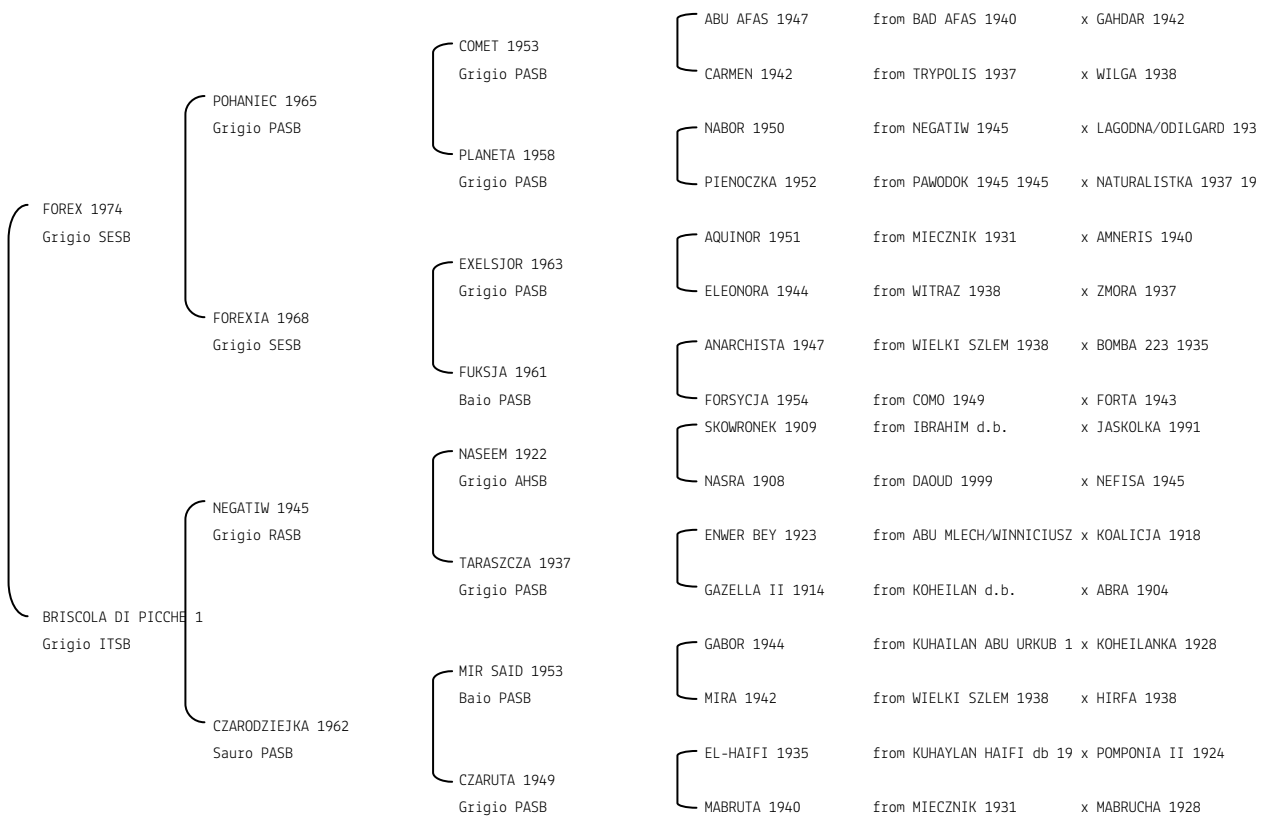 ABU AFAS 1947 from BAD AFAS 1940 x GAHDAR 1942
COMET 1953
Grigio PASB
CARMEN 1942 from TRYPOLIS 1937 x WILGA 1938
POHANIEC 1965
Grigio PASB
NABOR 1950 from NEGATIW 1945 x LAGODNA/ODILGARD 193
PLANETA 1958
Grigio PASB
PIENOCZKA 1952 from PAWODOK 1945 1945 x NATURALISTKA 1937 19
FOREX 1974
Grigio SESB
AQUINOR 1951 from MIECZNIK 1931 x AMNERIS 1940
EXELSJOR 1963
Grigio PASB
ELEONORA 1944 from WITRAZ 1938 x ZMORA 1937
FOREXIA 1968
Grigio SESB
ANARCHISTA 1947 from WIELKI SZLEM 1938 x BOMBA 223 1935
FUKSJA 1961
Baio PASB
FORSYCJA 1954 from COMO 1949 x FORTA 1943
SKOWRONEK 1909 from IBRAHIM d.b. x JASKOLKA 1991
NASEEM 1922
Grigio AHSB
NASRA 1908 from DAOUD 1999 x NEFISA 1945
NEGATIW 1945
Grigio RASB
ENWER BEY 1923 from ABU MLECH/WINNICIUSZ x KOALICJA 1918
TARASZCZA 1937
Grigio PASB
GAZELLA II 1914 from KOHEILAN d.b. x ABRA 1904
BRISCOLA DI PICCHE 1
Grigio ITSB
GABOR 1944 from KUHAILAN ABU URKUB 1 x KOHEILANKA 1928
MIR SAID 1953
Baio PASB
MIRA 1942 from WIELKI SZLEM 1938 x HIRFA 1938
CZARODZIEJKA 1962
Sauro PASB
EL-HAIFI 1935 from KUHAYLAN HAIFI db 19 x POMPONIA II 1924
CZARUTA 1949
Grigio PASB
MABRUTA 1940 from MIECZNIK 1931 x MABRUCHA 1928